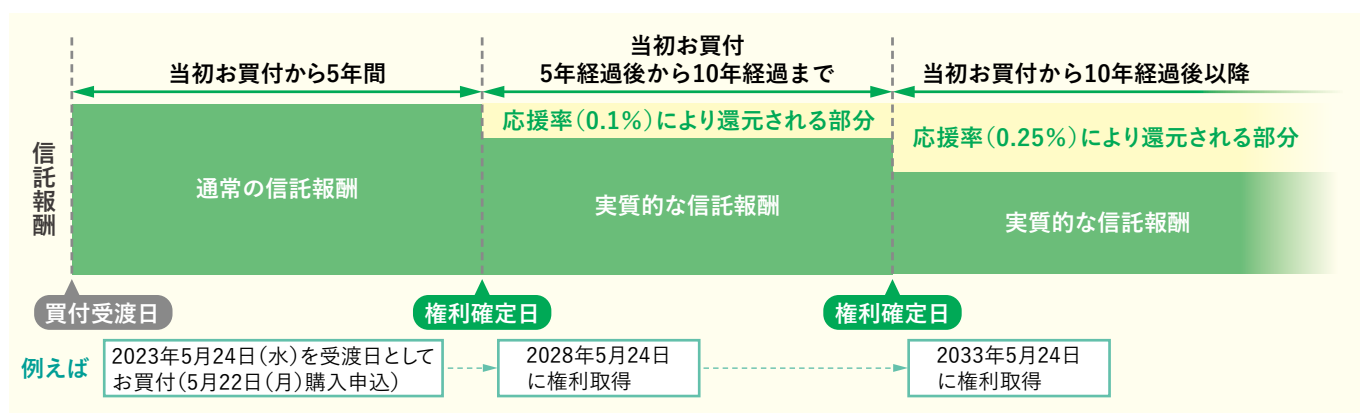 当初お買付から5年間
当初お買付
5年経過後から10年経過まで
当初お買付から10年経過後以降
信託報酬
通常の信託報酬
応援率（0.1%）により還元される部分
実質的な信託報酬
応援率（0.25%）により還元される部分
実質的な信託報酬
買付受渡日
権利確定日
権利確定日
例えば
2023年5月24日（水）を受渡日として
お買付（5月22日（月）購入申込）
2028年5月24日
に権利取得
2033年5月24日
に権利取得